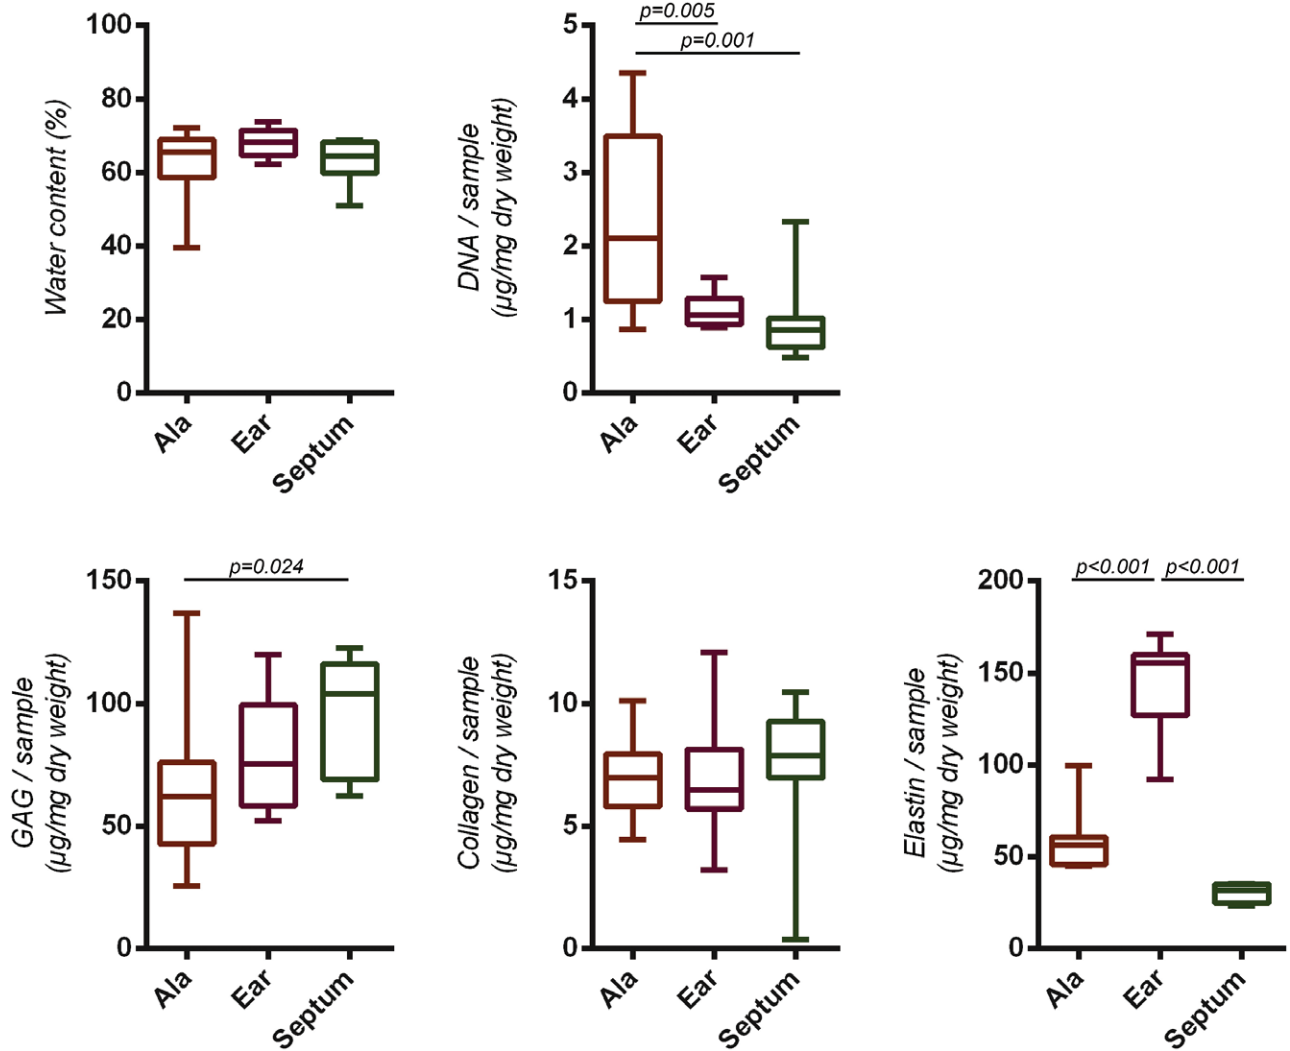 Water content (%)
100
80
60
40
20
0
Ala
Ear
Septum
DNA / sample
(µg/mg dry weight)
5
4
3
2
1
0
p=0.005
p=0.001
Ala
Ear
Septum
GAG / sample
(µg/mg dry weight)
150
100
50
0
p=0.024
Ala
Ear
Septum
Collagen / sample
(µg/mg dry weight)
15
10
5
0
Ala
Ear
Septum
Elastin / sample
(µg/mg dry weight)
200
150
100
50
0
p<0.001 p<0.001
Ala
Ear
Septum